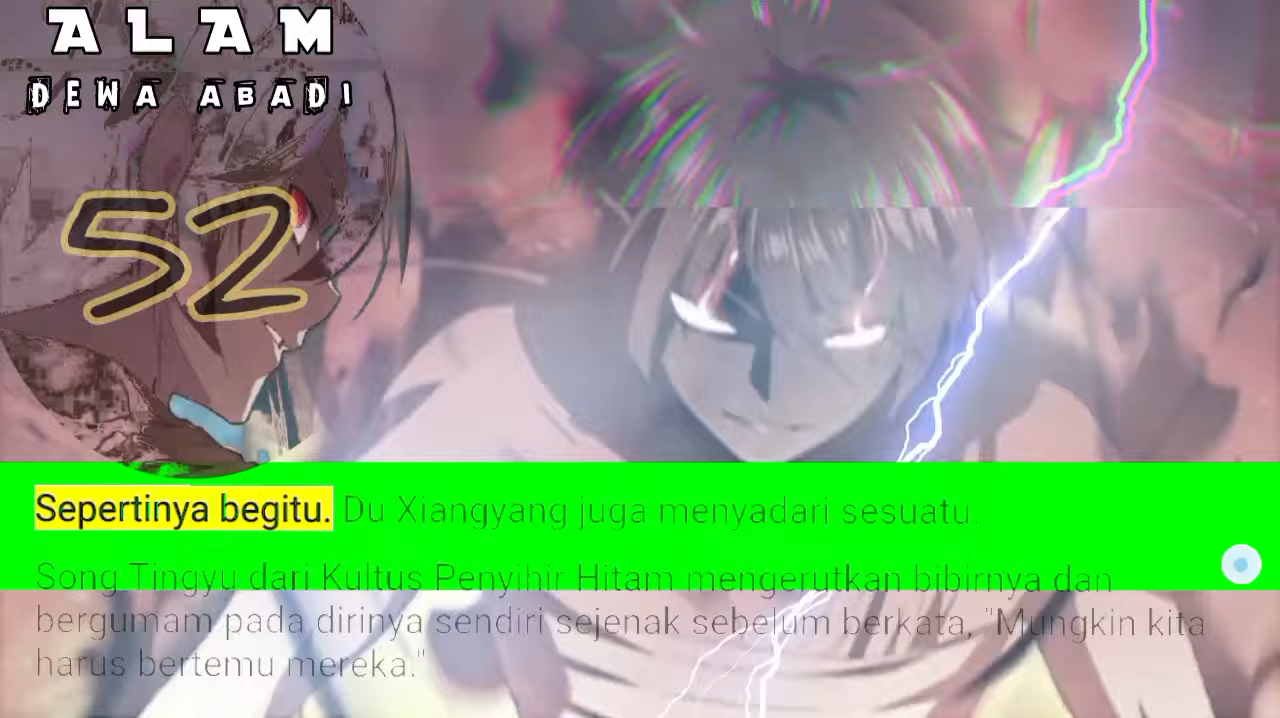 ALAM
DEWA ABADI
52
Sepertinya begitu. Du Xiangyang juga menyadari sesuatu.
Song Tingyu dari Kultus Penyihir Hitam mengerutkan bibirnya dan
bergumam pada dirinya sendiri sejenak sebelum berkata, "Mungkin kita
harus bertemu mereka."